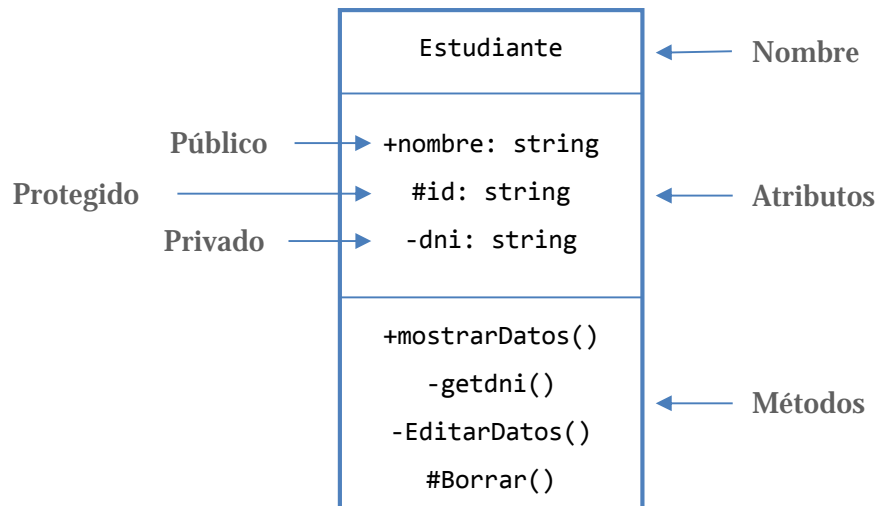 Estudiante
Nombre
Público
+nombre: string
Protegido
#id: string
Atributos
Privado
-dni: string
+mostrarDatos()
-getdni()
Métodos
-EditarDatos()
#Borrar()